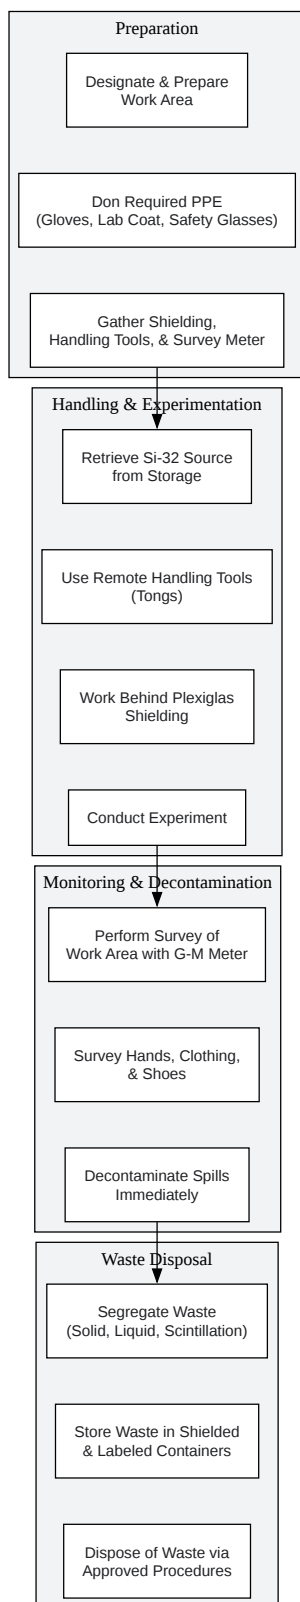 Preparation
Designate & Prepare
Work Area
Don Required PPE
(Gloves, Lab Coat, Safety Glasses)
Gather Shielding,
Handling Tools, & Survey Meter
Handling & Experimentation
Retrieve Si-32 Source
from Storage
Use Remote Handling Tools
(Tongs)
Work Behind Plexiglas
Shielding
Conduct Experiment
Monitoring & Decontamination
Perform Survey of
Work Area with G-M Meter
Survey Hands, Clothing,
& Shoes
Decontaminate Spills
Immediately
Waste Disposal
Segregate Waste
(Solid, Liquid, Scintillation)
Store Waste in Shielded
& Labeled Containers
Dispose of Waste via
Approved Procedures